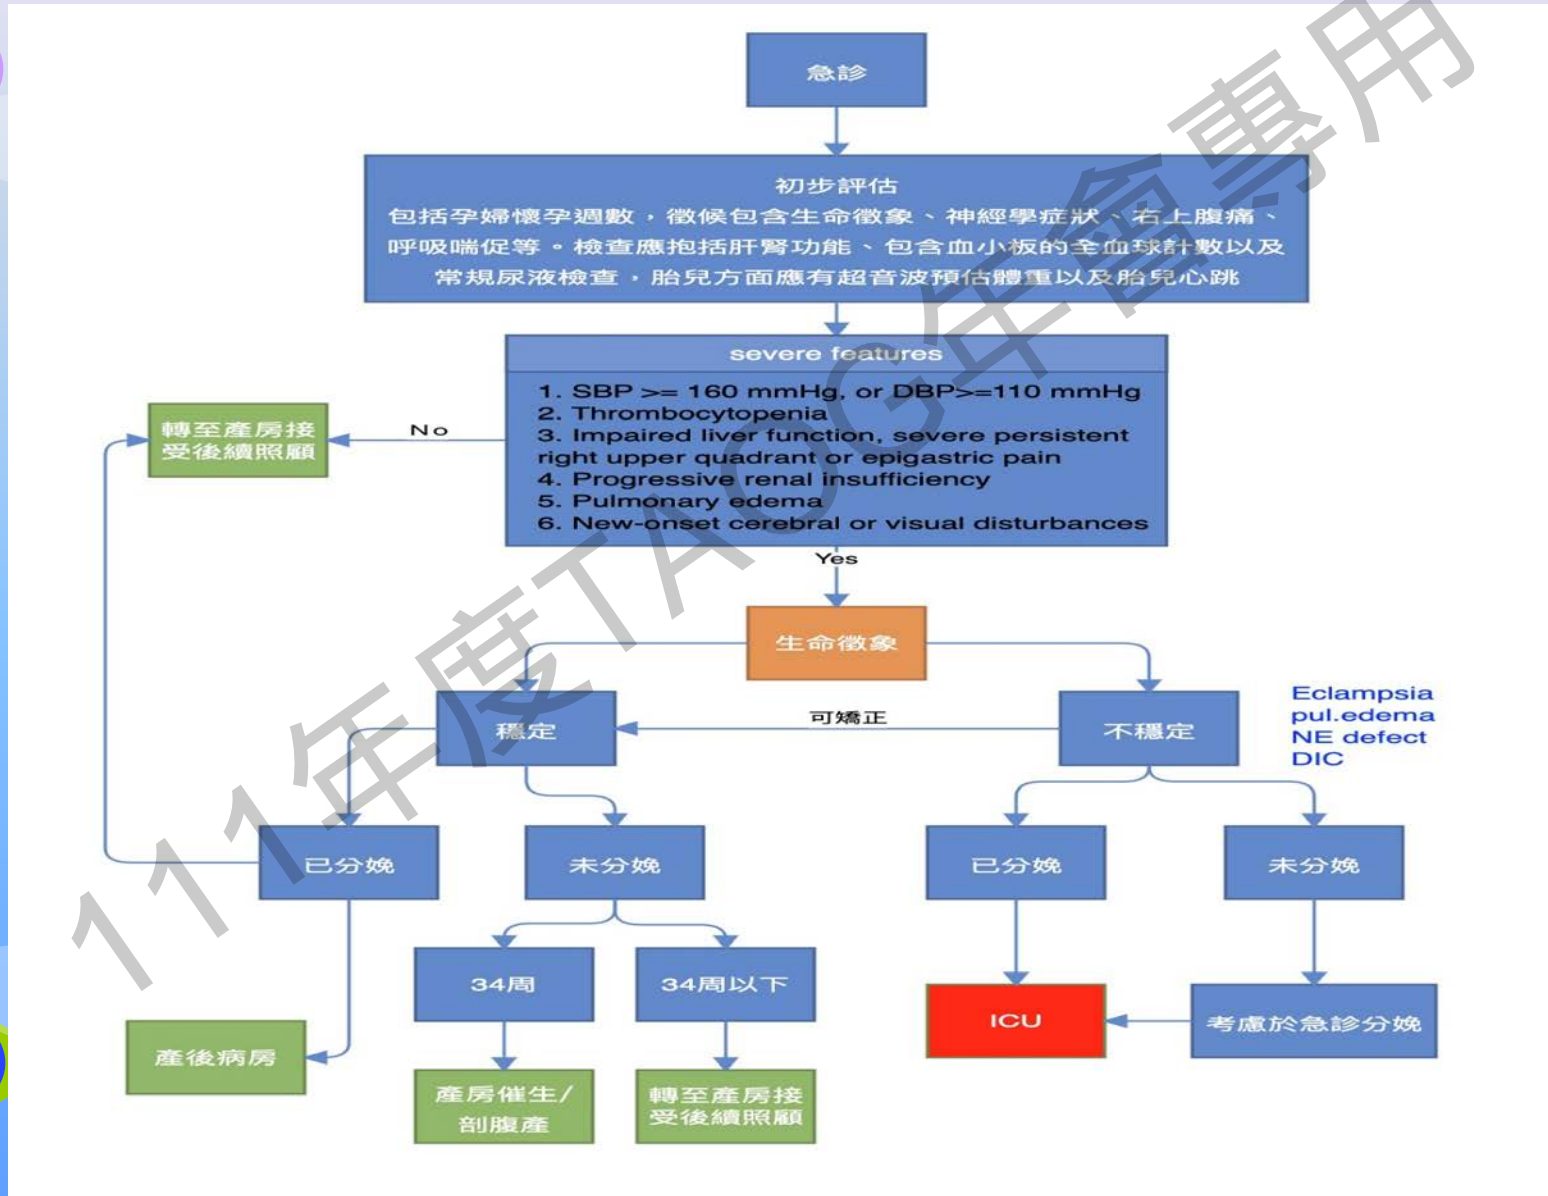 急診
初步評估
包括孕婦懷孕週數，徵候包含生命徵象、神經學症狀、右上腹痛、
呼吸喘促等。檢查應抱括肝腎功能、包含血小板的全血球計數以及
常規尿液檢查，胎兒方面應有超音波預估體重以及胎兒心跳
severe features
1. SBP >= 160 mmHg, or DBP>=110 mmHg
2. Thrombocytopenia
3. Impaired liver function, severe persistent
right upper quadrant or epigastric pain
4. Progressive renal insufficiency
5. Pulmonary edema
6. New-onset cerebral or visual disturbances
No
轉至產房接
受後續照顧
Yes
生命徵象
穩定
可矯正
不穩定
Eclampsia
pul.edema
NE defect
DIC
已分娩
未分娩
已分娩
未分娩
34周
34周以下
ICU
考慮於急診分娩
產後病房
產房催生/
剖腹產
轉至產房接
受後續照顧
111年度TAOG年會專用